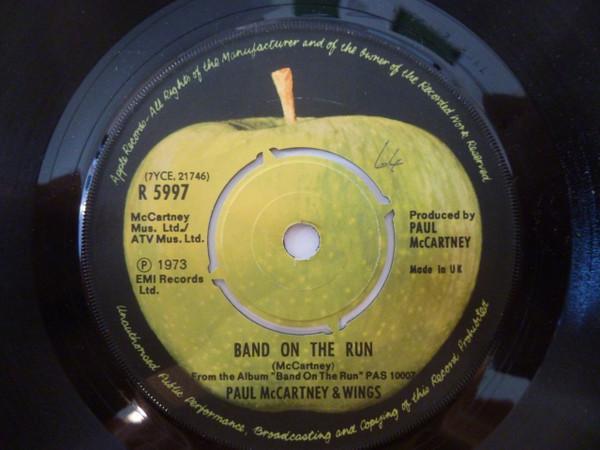 Apple Records-All Rights of the Manufacturer and of the Owner of the Recorded Work Reserved
(7YCE. 21746)
R 5997
McCartney
Mus. Ltd./
ATV Mus. Ltd.
Ⓟ 1973
EMI Records
Ltd.
Produced by
PAUL
McCARTNEY
Made in UK
BAND ON THE RUN
(McCartney)
From the Album "Band On The Run" PAS 10007
PAUL McCARTNEY & WINGS
Unauthorised Public Performance, Broadcasting and Copying of this Record Prohibited